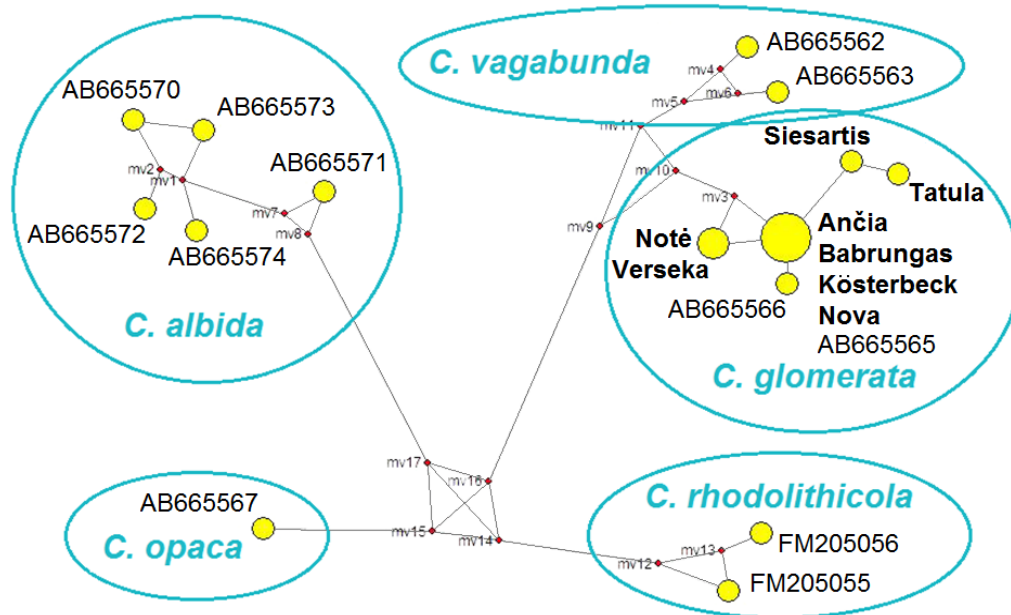 AB665570
AB665573
mv2
mv1
AB665571
mv7
mv8
AB665572
AB665574
C. albida
C. vagabunda
AB665562
mv4
AB665563
mv6
mv5
mv11
mv10
mv9
Siesartis
Tatula
mv3
Notė
Verseka
Ančia
Babrungas
Kösterbeck
Nova
AB665565
AB665566
C. glomerata
mv17
mv16
mv15
mv14
AB665567
C. opaca
C. rhodolithicola
mv13
mv12
FM205056
FM205055